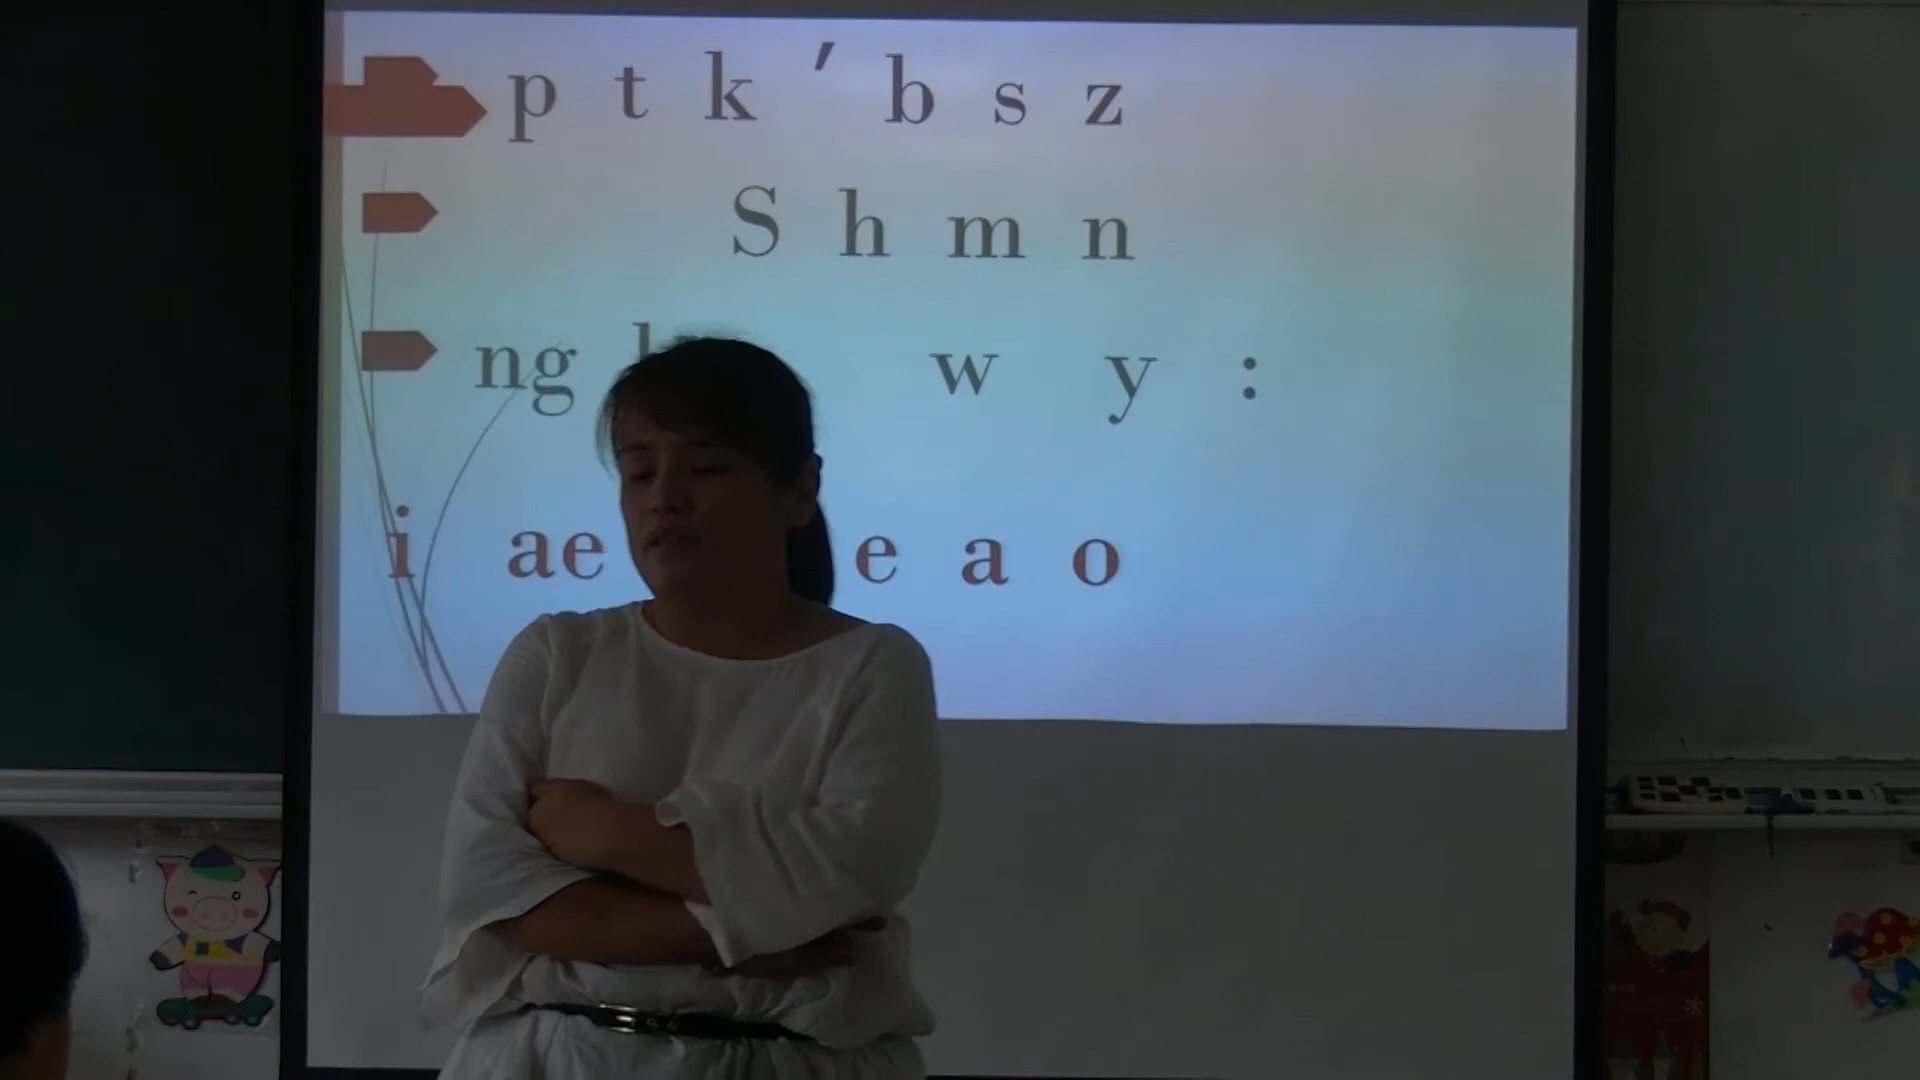 p t k ′ b s z
S h m n
ng w y :
i ae e a o